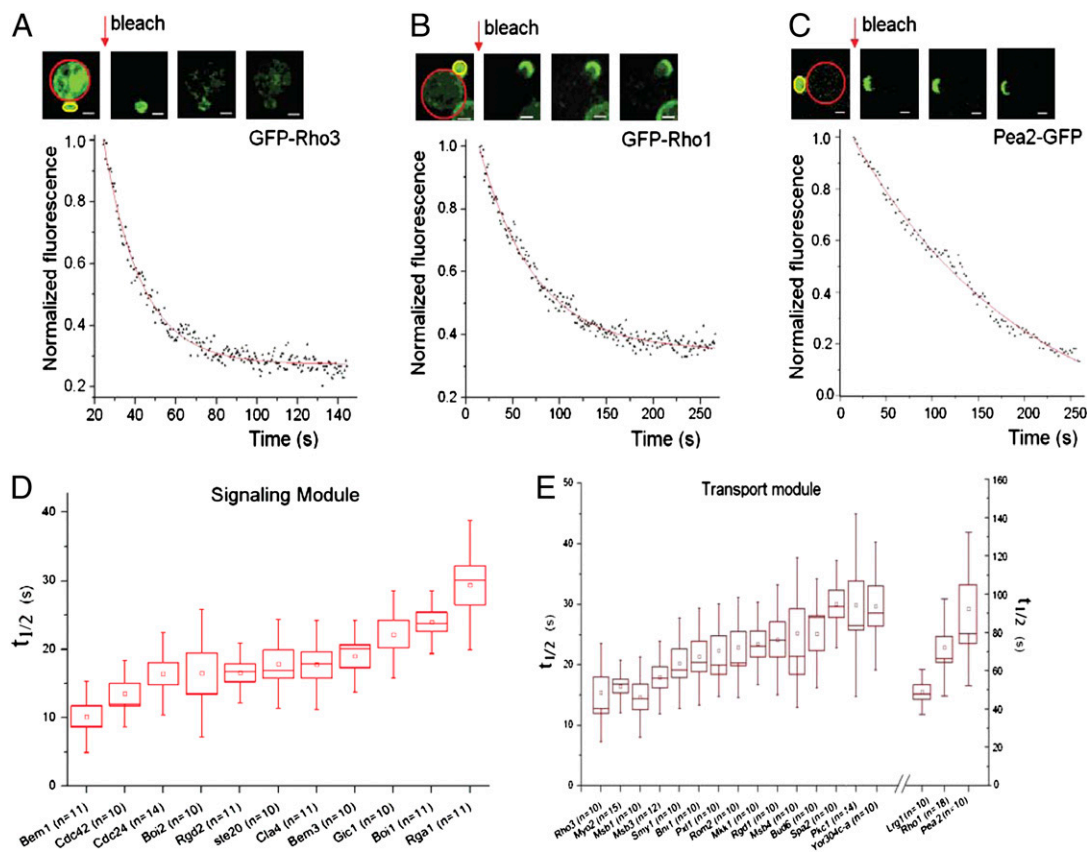 A
bleach
GFP-Rho3
Normalized fluorescence
1.0
0.8
0.6
0.4
0.2
20 40 60 80 100 120 140
Time (s)
B
bleach
GFP-Rho1
Normalized fluorescence
1.0
0.8
0.6
0.4
0.2
0 50 100 150 200 250
Time (s)
C
bleach
Pea2-GFP
Normalized fluorescence
1.0
0.8
0.6
0.4
0.2
0.0
0 50 100 150 200 250
Time (s)
D
Signaling Module
t1/2 (s)
40
30
20
10
0
Bem1 (n=11)
Cdc42 (n=10)
Cdc24 (n=14)
Boi2 (n=10)
Rgd2 (n=11)
ste20 (n=10)
Cla4 (n=11)
Bem3 (n=10)
Gic1 (n=10)
Boi1 (n=11)
Rga1 (n=11)
E
Transport module
t1/2 (s)
50
40
30
20
10
0
Rho3 (n=10)
Myo2 (n=15)
Msb1 (n=10)
Msb3 (n=12)
Smy1 (n=10)
Bni1 (n=10)
Pxl1 (n=10)
Rom2 (n=10)
Mkk1 (n=10)
Rgd1 (n=10)
Msb4 (n=10)
Bud6 (n=10)
Spa2 (n=10)
Pkc1 (n=14)
Yor304c-a (n=10)
Lrg1 (n=10)
Rho1 (n=18)
Pea2 (n=10)
160
140
120
100
80
60
40
20
0
t1/2 (s)